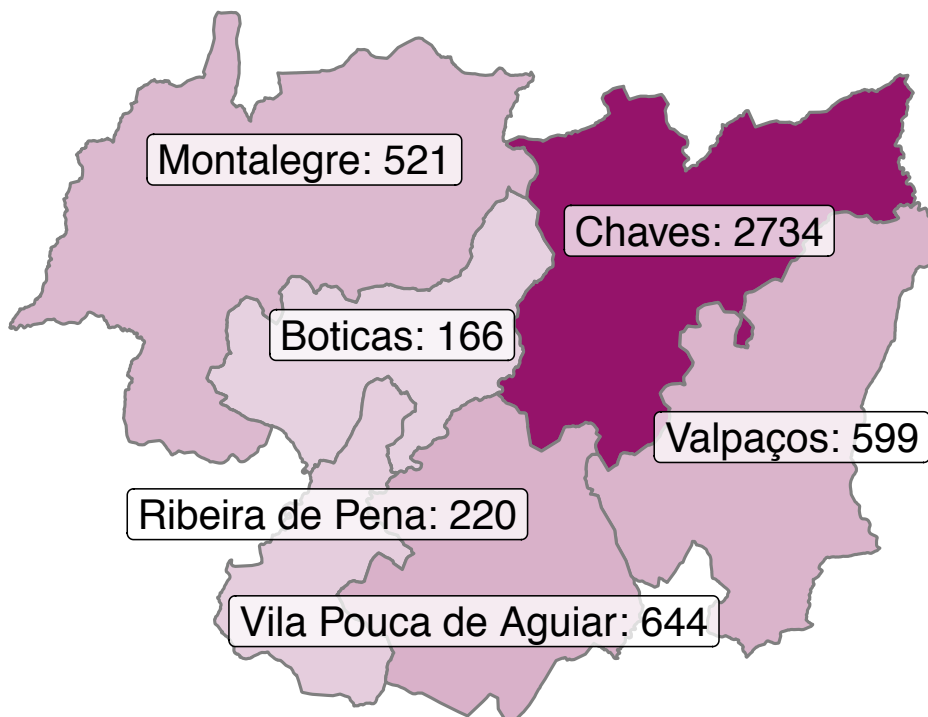 Montalegre: 521
Chaves: 2734
Boticas: 166
Valpaços: 599
Ribeira de Pena: 220
Vila Pouca de Aguiar: 644